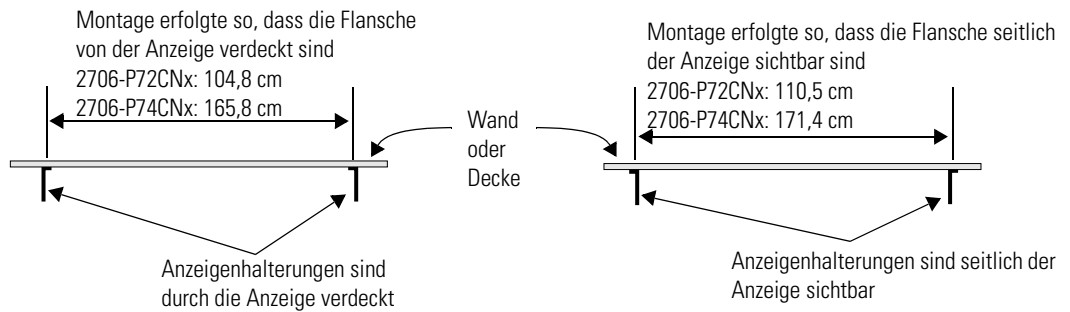 Montage erfolgte so, dass die Flansche
von der Anzeige verdeckt sind
2706-P72CNx: 104,8 cm
2706-P74CNx: 165,8 cm
Montage erfolgte so, dass die Flansche seitlich
der Anzeige sichtbar sind
2706-P72CNx: 110,5 cm
2706-P74CNx: 171,4 cm
Wand
oder
Decke
Anzeigenhalterungen sind
durch die Anzeige verdeckt
Anzeigenhalterungen sind seitlich der
Anzeige sichtbar